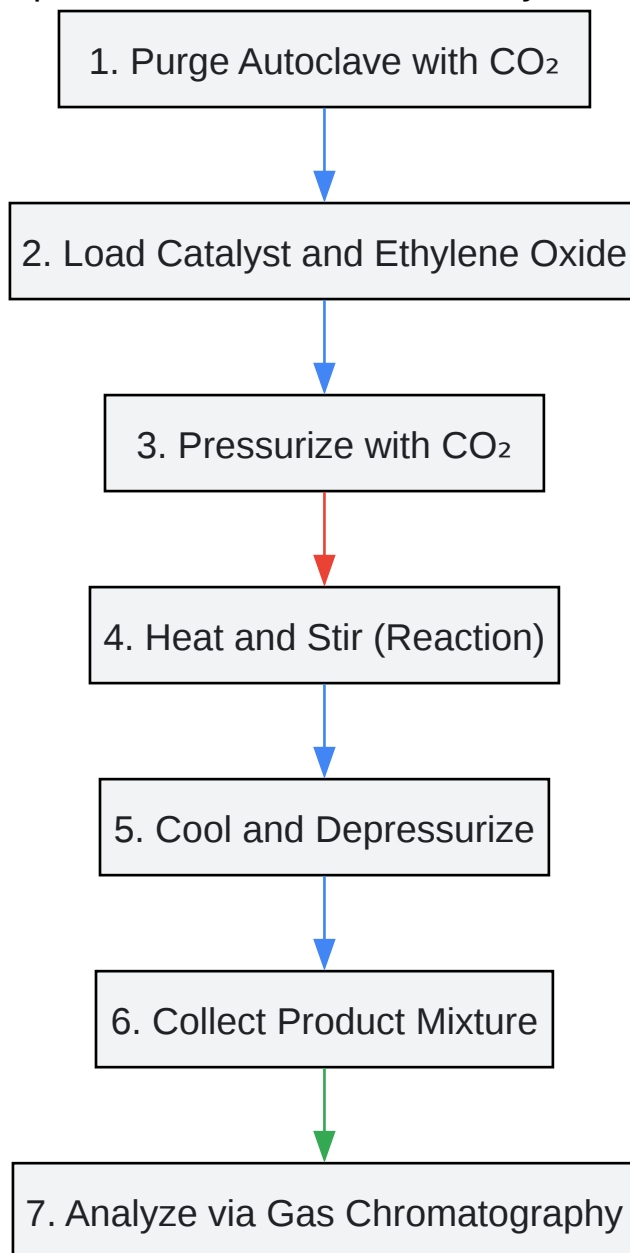 1. Purge Autoclave with CO₂
2. Load Catalyst and Ethylene Oxide
3. Pressurize with CO₂
4. Heat and Stir (Reaction)
5. Cool and Depressurize
6. Collect Product Mixture
7. Analyze via Gas Chromatography